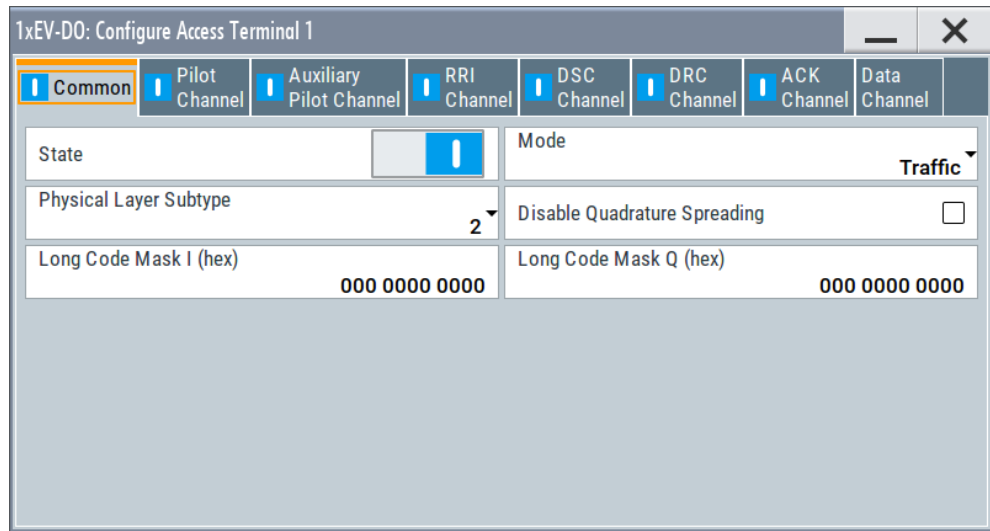 1xEV-DO: Configure Access Terminal 1
Common
Pilot
Channel
Auxiliary
Pilot Channel
RRI
Channel
DSC
Channel
DRC
Channel
ACK
Channel
Data
Channel
State
Mode
Traffic
Physical Layer Subtype
2
Disable Quadrature Spreading
Long Code Mask I (hex)
000 0000 0000
Long Code Mask Q (hex)
000 0000 0000